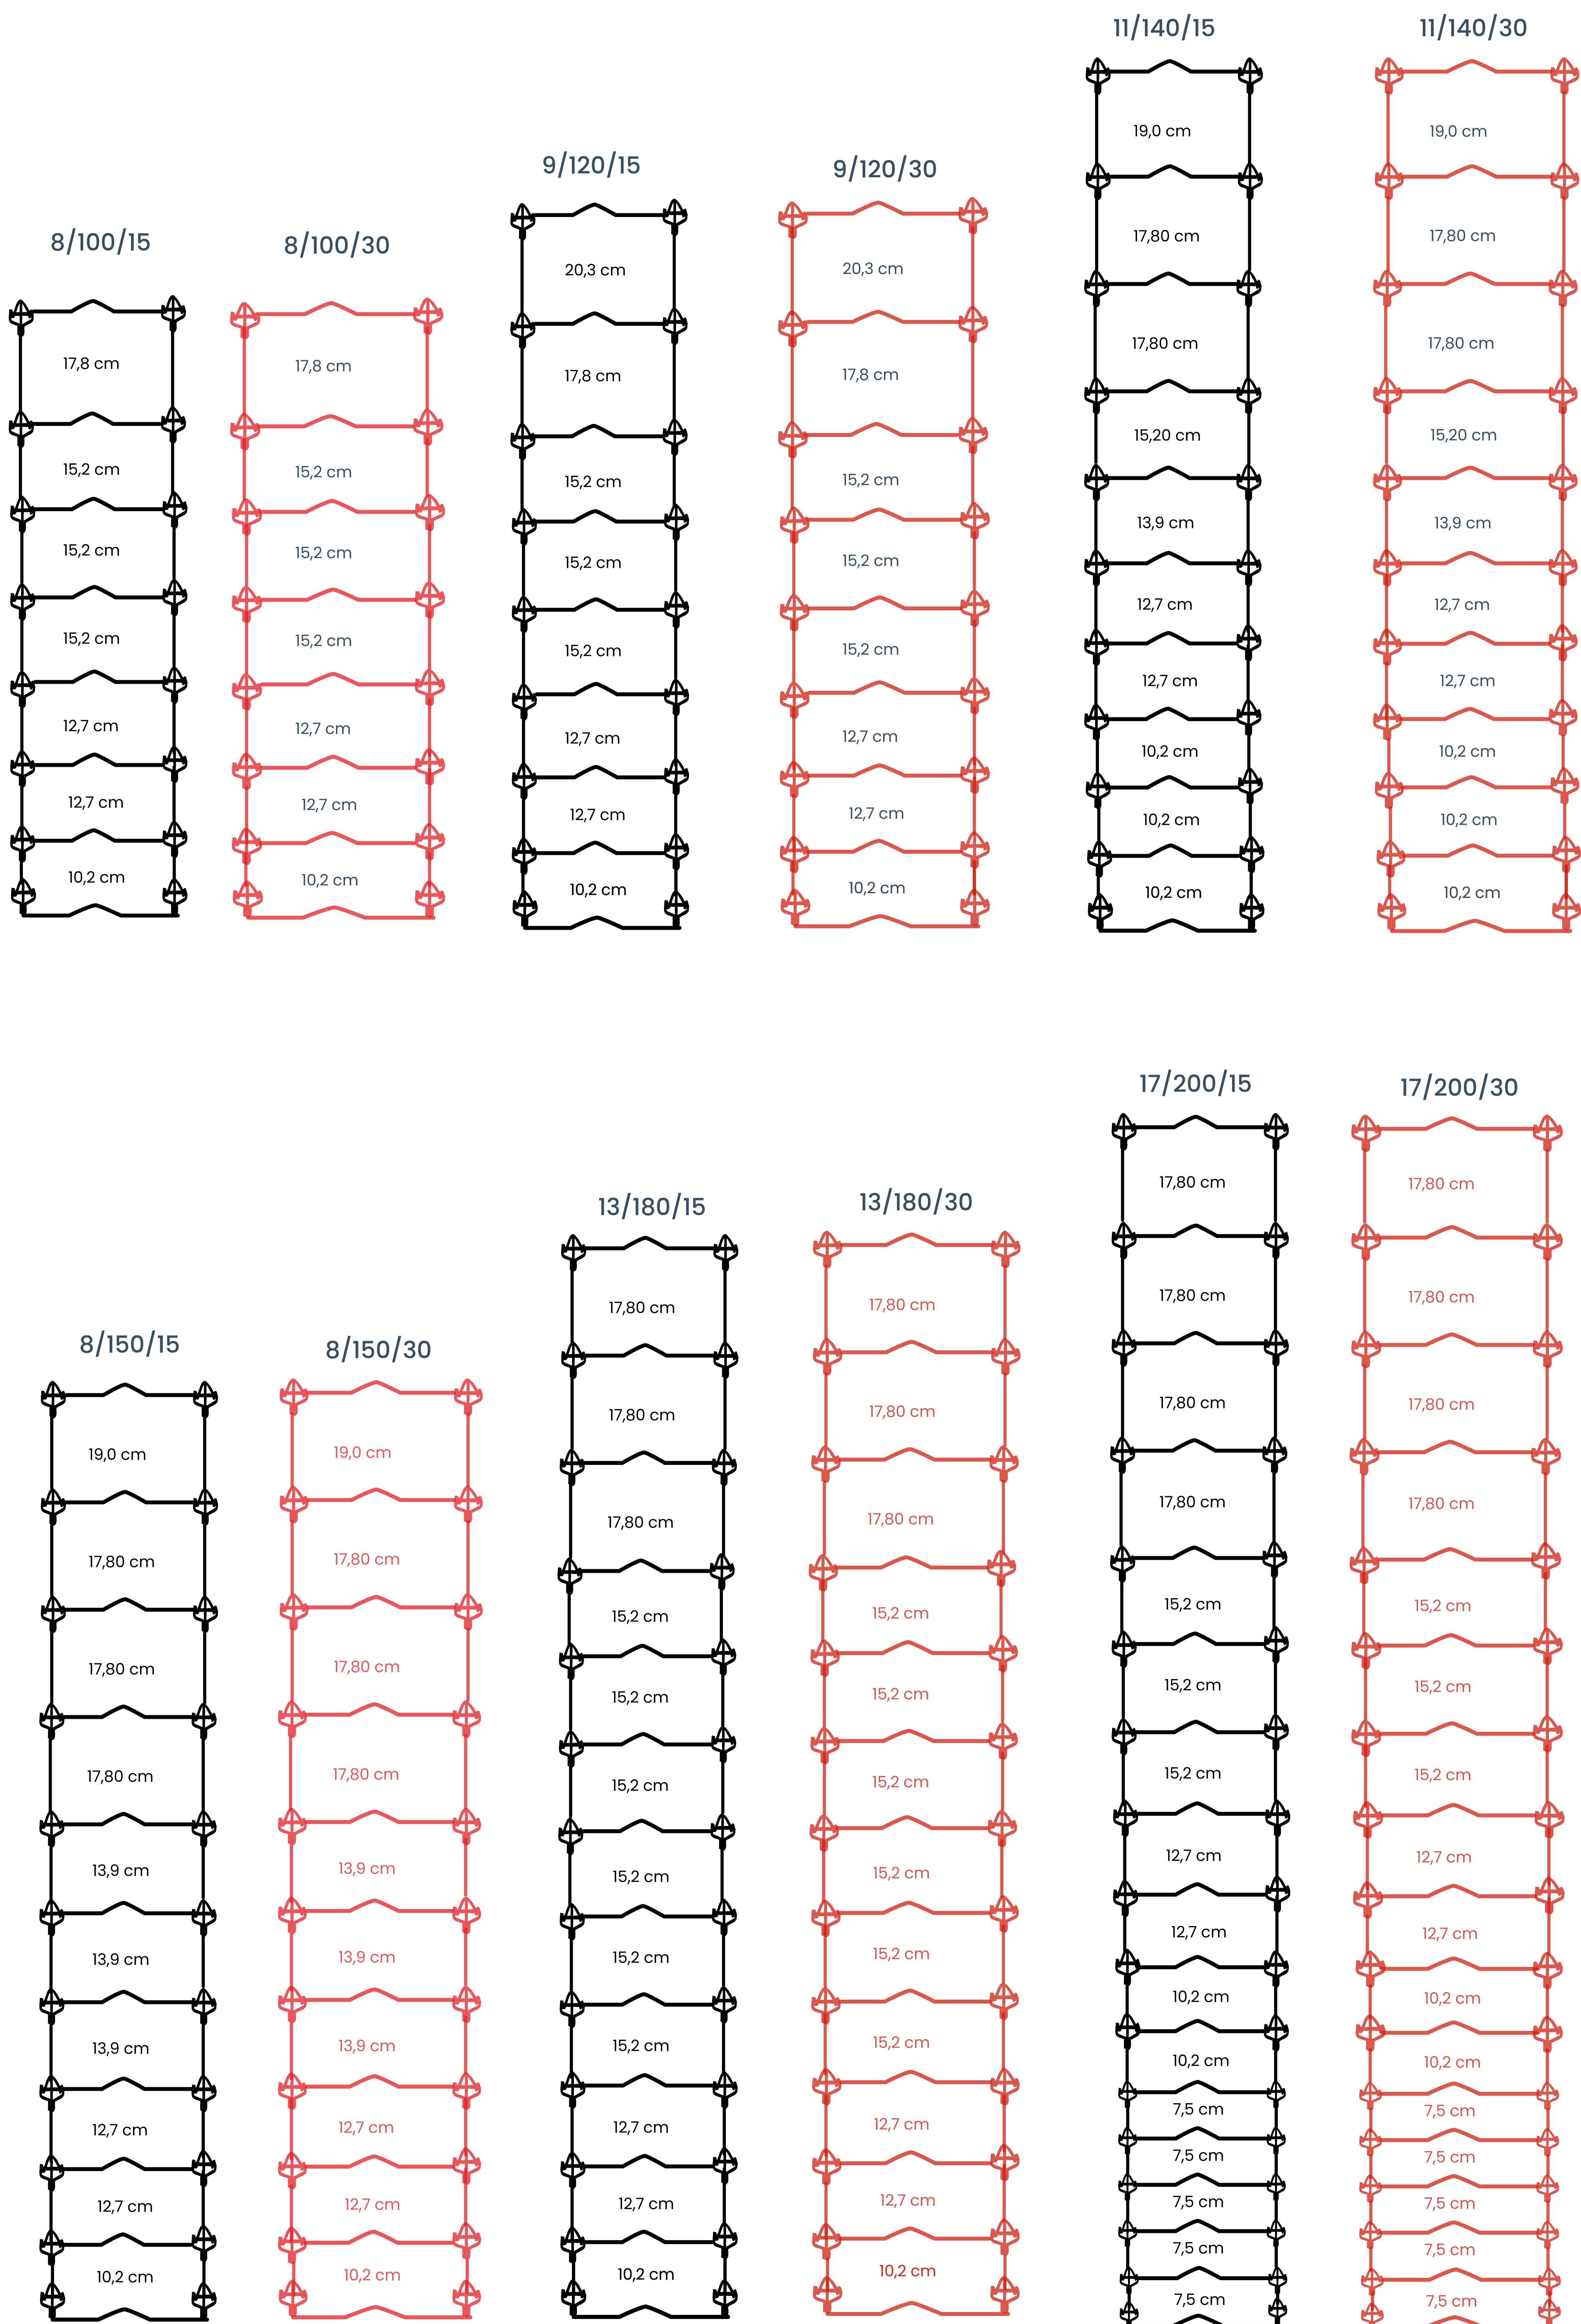 8/100/15
17,8 cm
15,2 cm
15,2 cm
15,2 cm
12,7 cm
12,7 cm
10,2 cm
8/100/30
17,8 cm
15,2 cm
15,2 cm
15,2 cm
12,7 cm
12,7 cm
10,2 cm
9/120/15
20,3 cm
17,8 cm
15,2 cm
15,2 cm
15,2 cm
12,7 cm
12,7 cm
10,2 cm
9/120/30
20,3 cm
17,8 cm
15,2 cm
15,2 cm
15,2 cm
12,7 cm
12,7 cm
10,2 cm
11/140/15
19,0 cm
17,80 cm
17,80 cm
15,20 cm
13,9 cm
12,7 cm
12,7 cm
10,2 cm
10,2 cm
10,2 cm
11/140/30
19,0 cm
17,80 cm
17,80 cm
15,20 cm
13,9 cm
12,7 cm
12,7 cm
10,2 cm
10,2 cm
10,2 cm
8/150/15
19,0 cm
17,80 cm
17,80 cm
17,80 cm
13,9 cm
13,9 cm
13,9 cm
12,7 cm
12,7 cm
10,2 cm
8/150/30
19,0 cm
17,80 cm
17,80 cm
17,80 cm
13,9 cm
13,9 cm
13,9 cm
12,7 cm
12,7 cm
10,2 cm
13/180/15
17,80 cm
17,80 cm
17,80 cm
15,2 cm
15,2 cm
15,2 cm
15,2 cm
15,2 cm
15,2 cm
12,7 cm
12,7 cm
10,2 cm
13/180/30
17,80 cm
17,80 cm
17,80 cm
15,2 cm
15,2 cm
15,2 cm
15,2 cm
15,2 cm
15,2 cm
12,7 cm
12,7 cm
10,2 cm
17/200/15
17,80 cm
17,80 cm
17,80 cm
17,80 cm
15,2 cm
15,2 cm
15,2 cm
12,7 cm
12,7 cm
10,2 cm
10,2 cm
7,5 cm
7,5 cm
7,5 cm
7,5 cm
7,5 cm
17/200/30
17,80 cm
17,80 cm
17,80 cm
17,80 cm
15,2 cm
15,2 cm
15,2 cm
12,7 cm
12,7 cm
10,2 cm
10,2 cm
7,5 cm
7,5 cm
7,5 cm
7,5 cm
7,5 cm